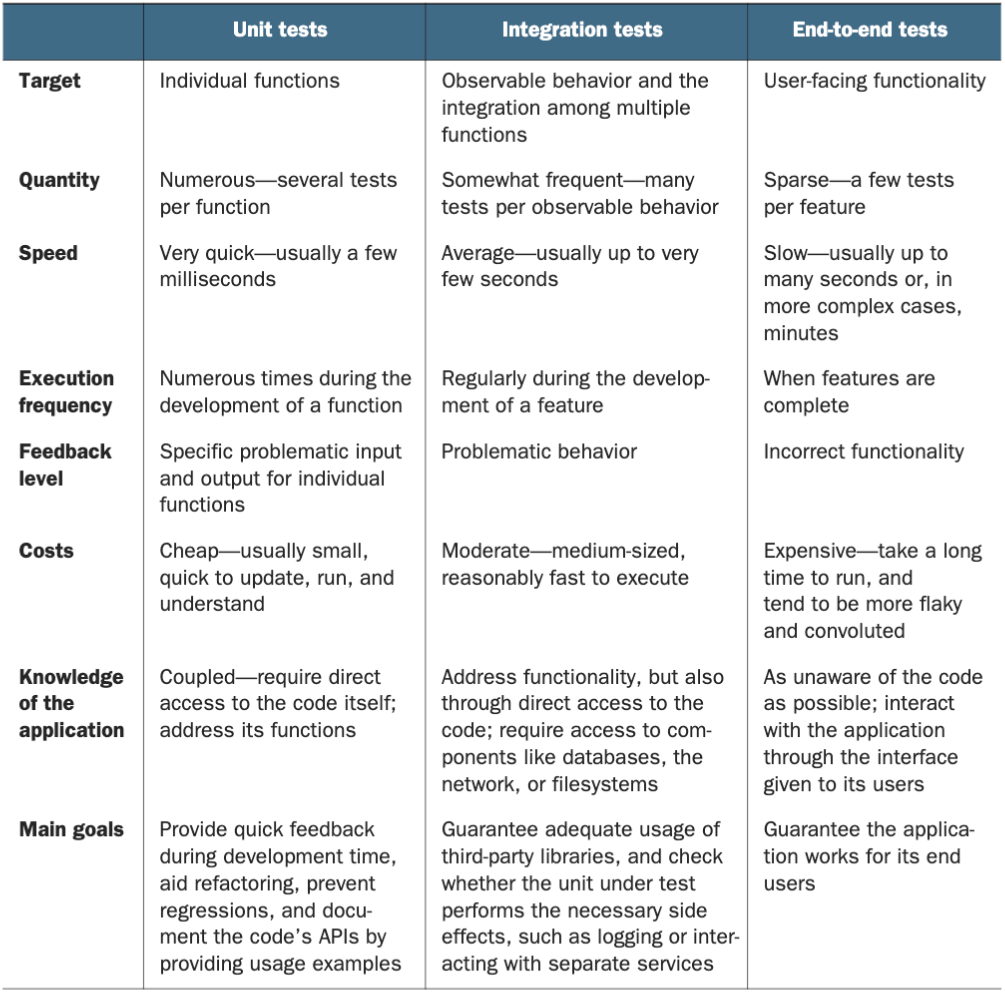 Unit tests
Integration tests
End-to-end tests
Target
Individual functions
Observable behavior and the
integration among multiple
functions
User-facing functionality
Quantity
Numerous—several tests
per function
Somewhat frequent—many
tests per observable behavior
Sparse—a few tests
per feature
Speed
Very quick—usually a few
milliseconds
Average—usually up to very
few seconds
Slow—usually up to
many seconds or, in
more complex cases,
minutes
Execution
frequency
Numerous times during the
development of a function
Regularly during the develop-
ment of a feature
When features are
complete
Feedback
level
Specific problematic input
and output for individual
functions
Problematic behavior
Incorrect functionality
Costs
Cheap—usually small,
quick to update, run, and
understand
Moderate—medium-sized,
reasonably fast to execute
Expensive—take a long
time to run, and
tend to be more flaky
and convoluted
Knowledge
of the
application
Coupled—require direct
access to the code itself;
address its functions
Address functionality, but also
through direct access to the
code; require access to com-
ponents like databases, the
network, or filesystems
As unaware of the code
as possible; interact
with the application
through the interface
given to its users
Main goals
Provide quick feedback
during development time,
aid refactoring, prevent
regressions, and docu-
ment the code’s APIs by
providing usage examples
Guarantee adequate usage of
third-party libraries, and check
whether the unit under test
performs the necessary side
effects, such as logging or inter-
acting with separate services
Guarantee the applica-
tion works for its end
users